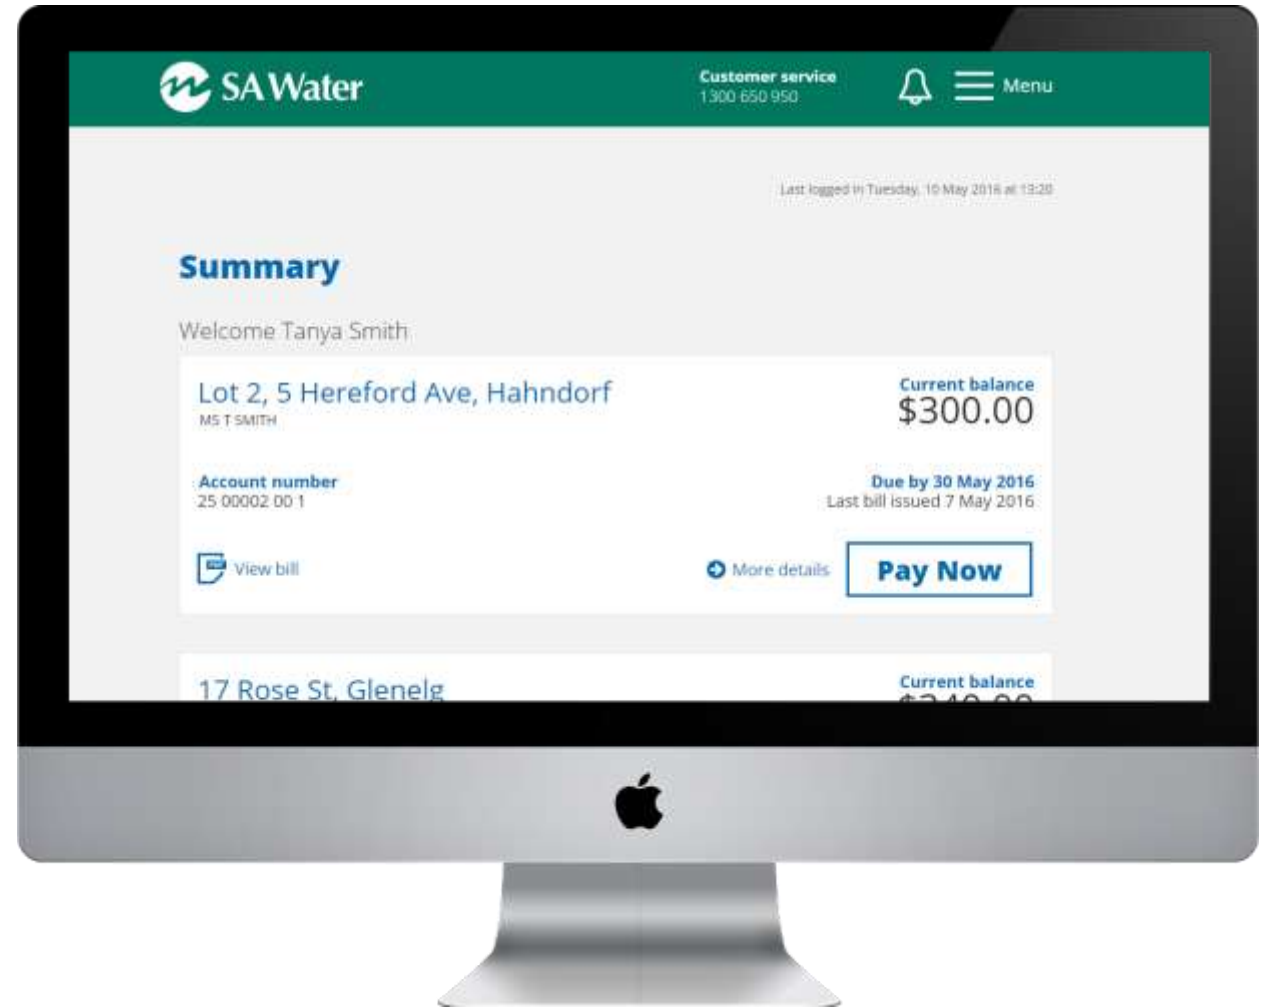 SA Water
Customer service
1300 650 950
Menu
Last logged in Tuesday, 10 May 2016 at 13:20
Summary
Welcome Tanya Smith
Lot 2, 5 Hereford Ave, Hahndorf
MS T SMITH
Current balance
$300.00
Account number
25 00002 00 1
Due by 30 May 2016
Last bill issued 7 May 2016
View bill
More details
Pay Now
17 Rose St, Glenelg
Current balance